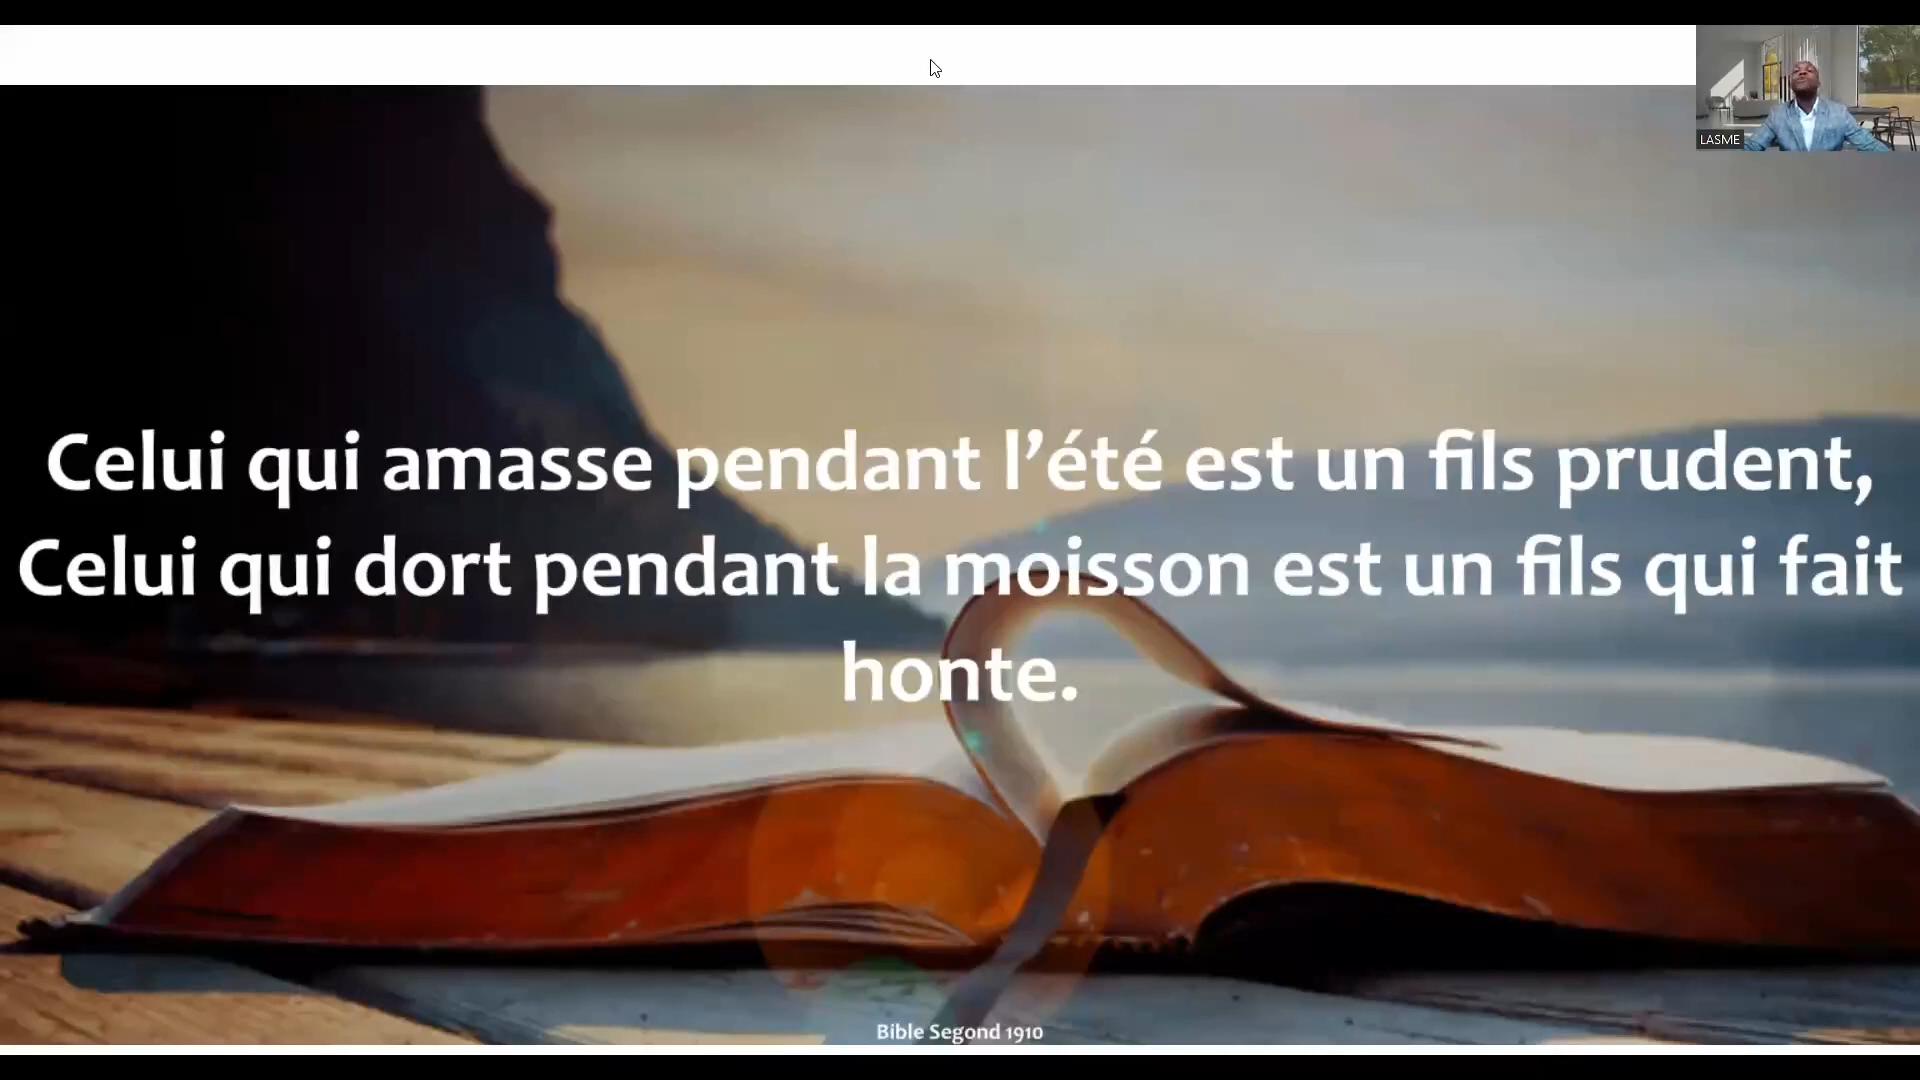 LASME
Celui qui amasse pendant l’été est un fils prudent,
Celui qui dort pendant la moisson est un fils qui fait
honte.
Bible Segond 1910